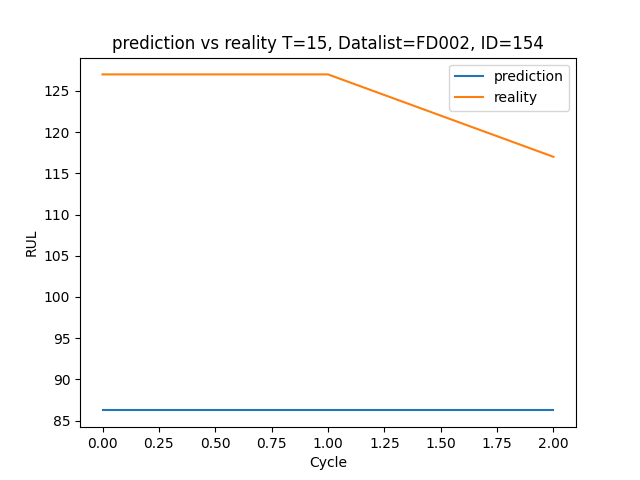 prediction vs reality T=15, Datalist=FD002, ID=154
prediction
reality
125
120
115
110
105
100
95
90
85
RUL
0.00 0.25 0.50 0.75 1.00 1.25 1.50 1.75 2.00
Cycle